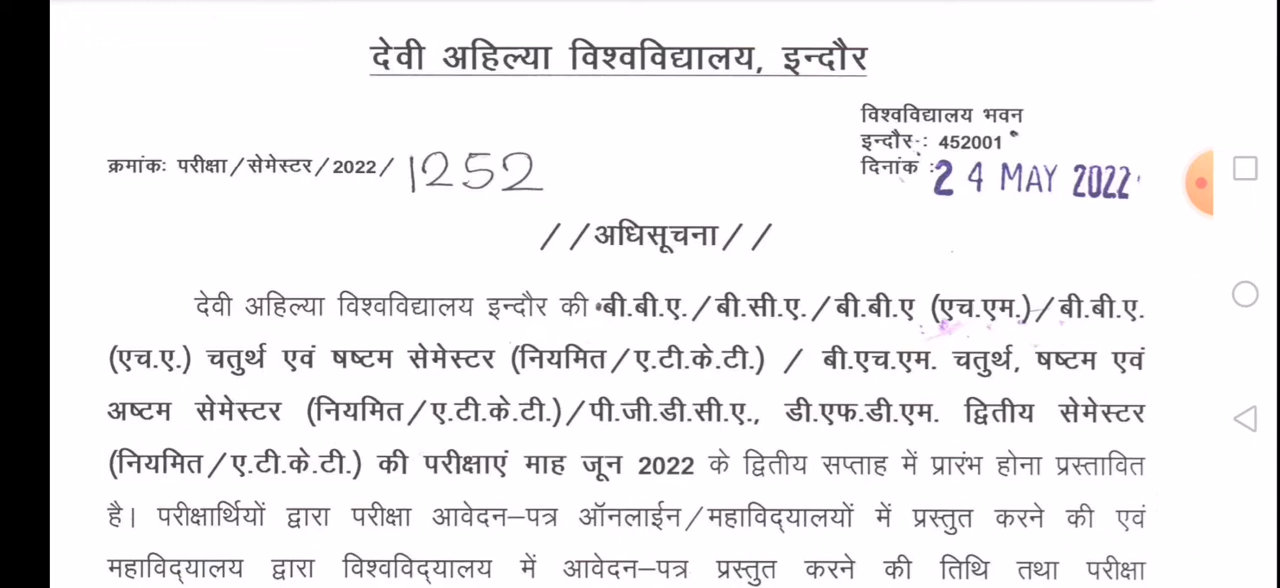 देवी अहिल्या विश्वविद्यालय, इन्दौर
विश्वविद्यालय भवन
इन्दौर : 452001
क्रमांकः परीक्षा/सेमेस्टर/2022/ 1252
दिनांक : 24 MAY 2022
//अधिसूचना//
देवी अहिल्या विश्वविद्यालय इन्दौर की बी.बी.ए./बी.सी.ए./बी.बी.ए (एच.एम.)/बी.बी.ए.
(एच.ए.) चतुर्थ एवं षष्टम सेमेस्टर (नियमित/ए.टी.के.टी.) / बी.एच.एम. चतुर्थ, षष्टम एवं
अष्टम सेमेस्टर (नियमित/ए.टी.के.टी.)/पी.जी.डी.सी.ए., डी.एफ.डी.एम. द्वितीय सेमेस्टर
(नियमित/ए.टी.के.टी.) की परीक्षाएं माह जून 2022 के द्वितीय सप्ताह में प्रारंभ होना प्रस्तावित
है। परीक्षार्थियों द्वारा परीक्षा आवेदन–पत्र ऑनलाईन/महाविद्यालयों में प्रस्तुत करने की एवं
महाविद्यालय द्वारा विश्वविद्यालय में आवेदन–पत्र प्रस्तुत करने की तिथि तथा परीक्षा